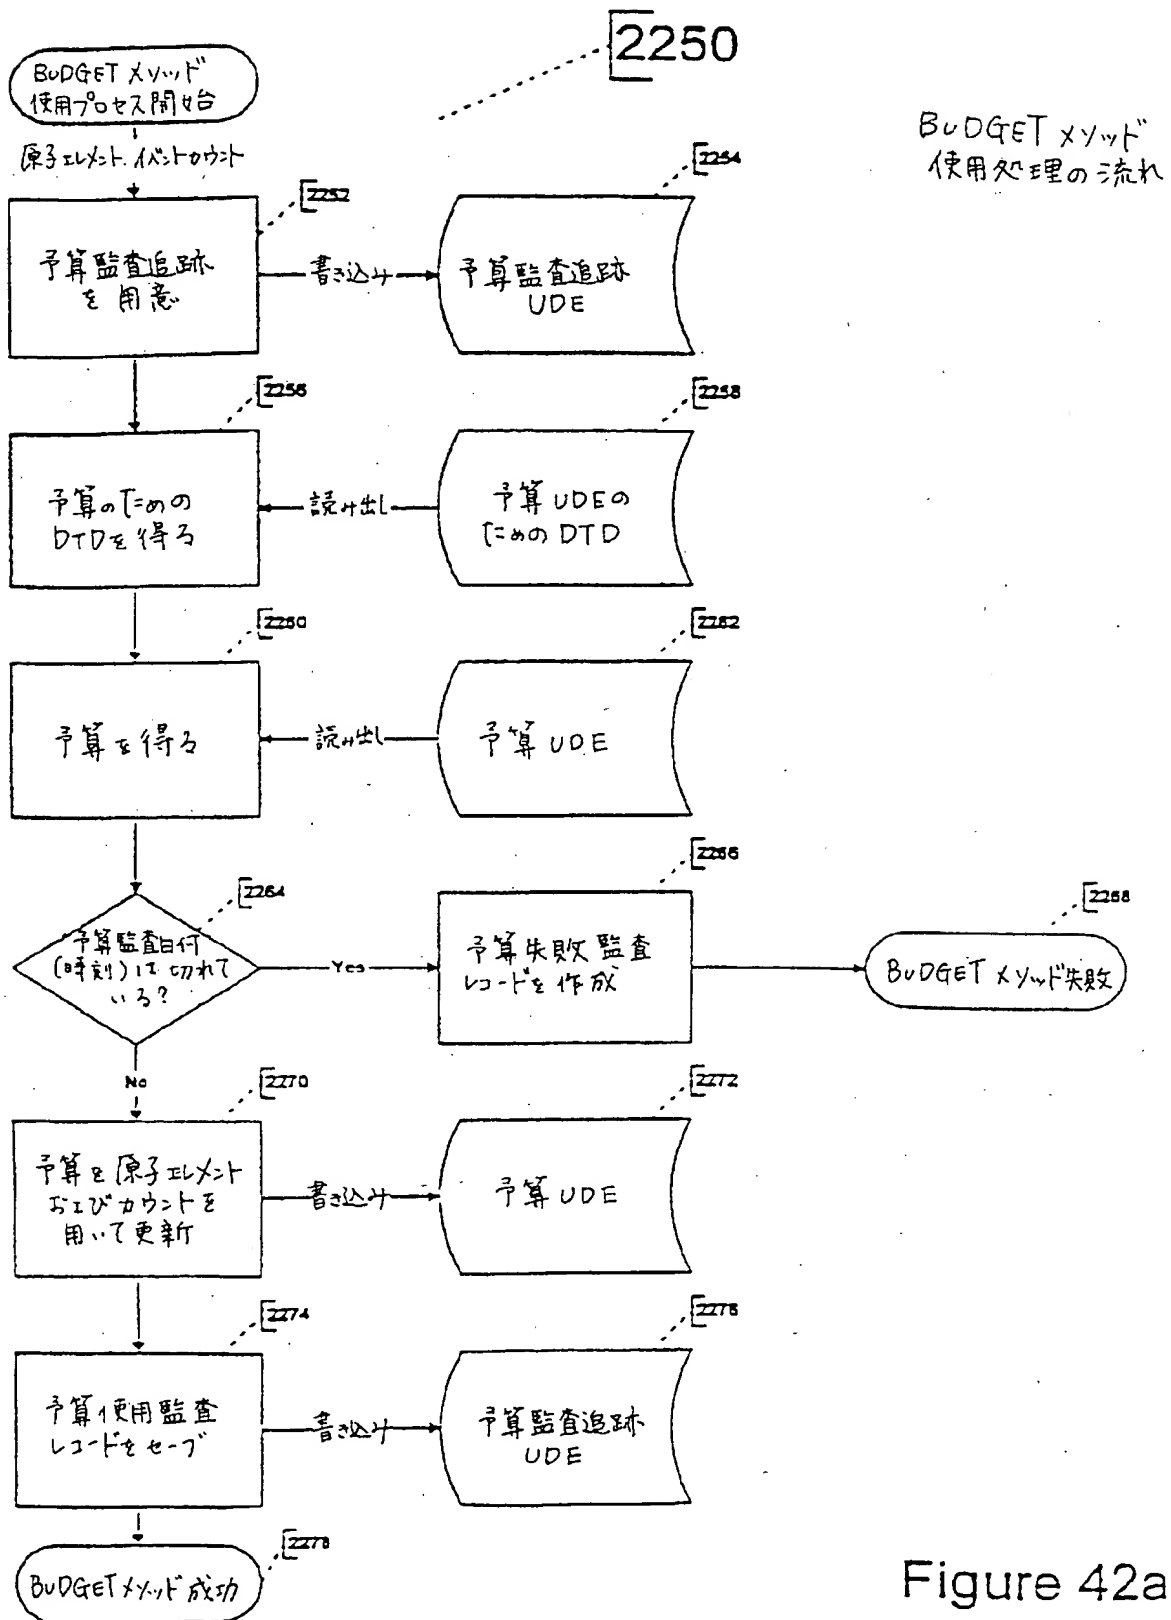 2250
BUDGET メソッド
使用プロセス開始
BUDGET メソッド
使用処理の流れ
原子エレメント、イベントカウント
2252
2254
予算監査追跡
を用意
書き込み
予算監査追跡
UDE
2256
2258
予算のための
DTDを得る
読み出し
予算 UDEの
ためのDTD
2260
2262
予算を得る
読み出し
予算 UDE
2264
2266
2268
予算監査日付
(時刻)は切れて
いる?
Yes
予算失敗監査
レコードを作成
BUDGET メソッド失敗
No
2270
2272
予算を原子エレメント
およびカウントを
用いて更新
書き込み
予算 UDE
2274
2276
予算使用監査
レコードをセーブ
書き込み
予算監査追跡
UDE
2278
BUDGETメソッド成功
Figure 42a